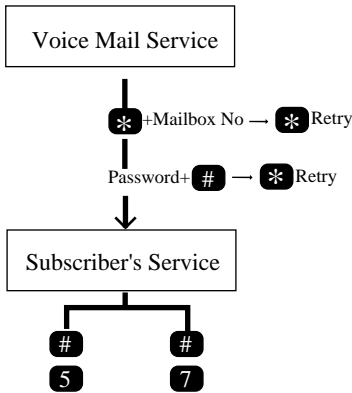 Voice Mail Service
* +Mailbox No → * Retry
Password+ # → * Retry
Subscriber's Service
# #
5 7